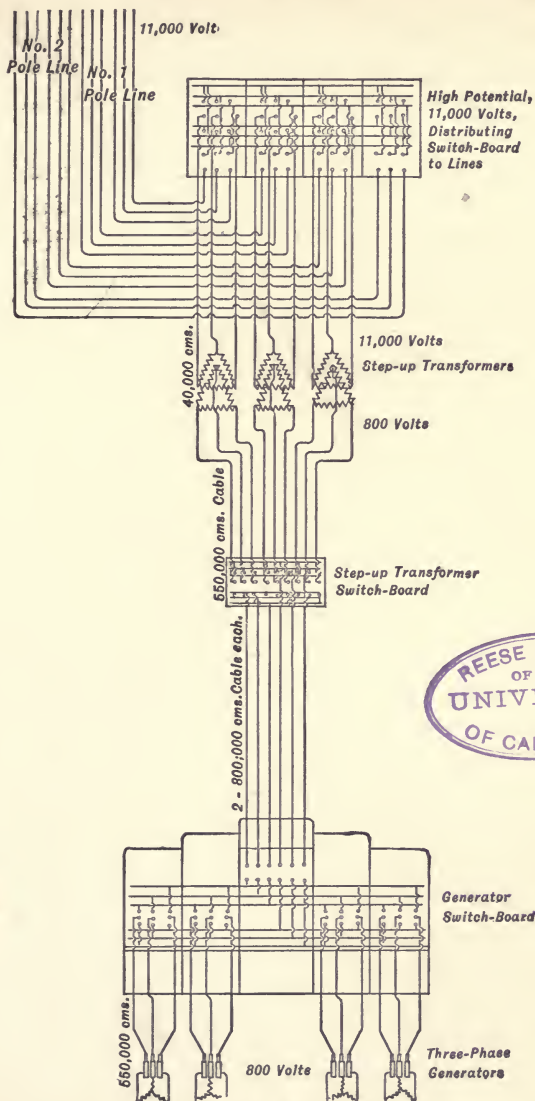 11,000 Volts
No. 2
Pole Line
No. 1
Pole Line
High Potential,
11,000 Volts,
Distributing
Switch-Board
to Lines
40,000 cms.
11,000 Volts
Step-up Transformers
800 Volts
550,000 cms. Cable
Step-up Transformer
Switch-Board
2 - 800,000 cms. Cable each.
REESE
OF
UNIV
OF CA
Generator
Switch-Board
550,000 cms.
800 Volts
Three-Phase
Generators